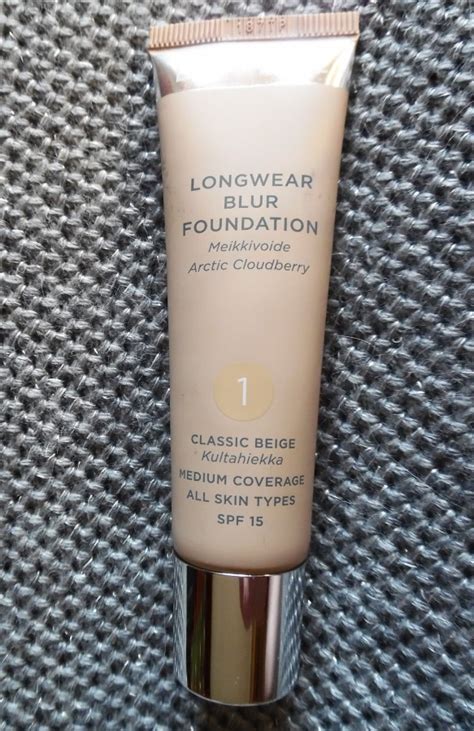 LONGWEAR
BLUR
FOUNDATION
Meikkivoide
Arctic Cloudberry
1
CLASSIC BEIGE
Kultahiekka
MEDIUM COVERAGE
ALL SKIN TYPES
SPF 15